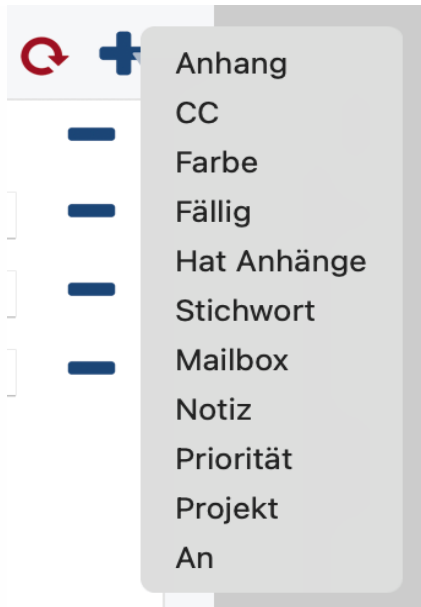 Anhang
CC
Farbe
Fällig
Hat Anhänge
Stichwort
Mailbox
Notiz
Priorität
Projekt
An